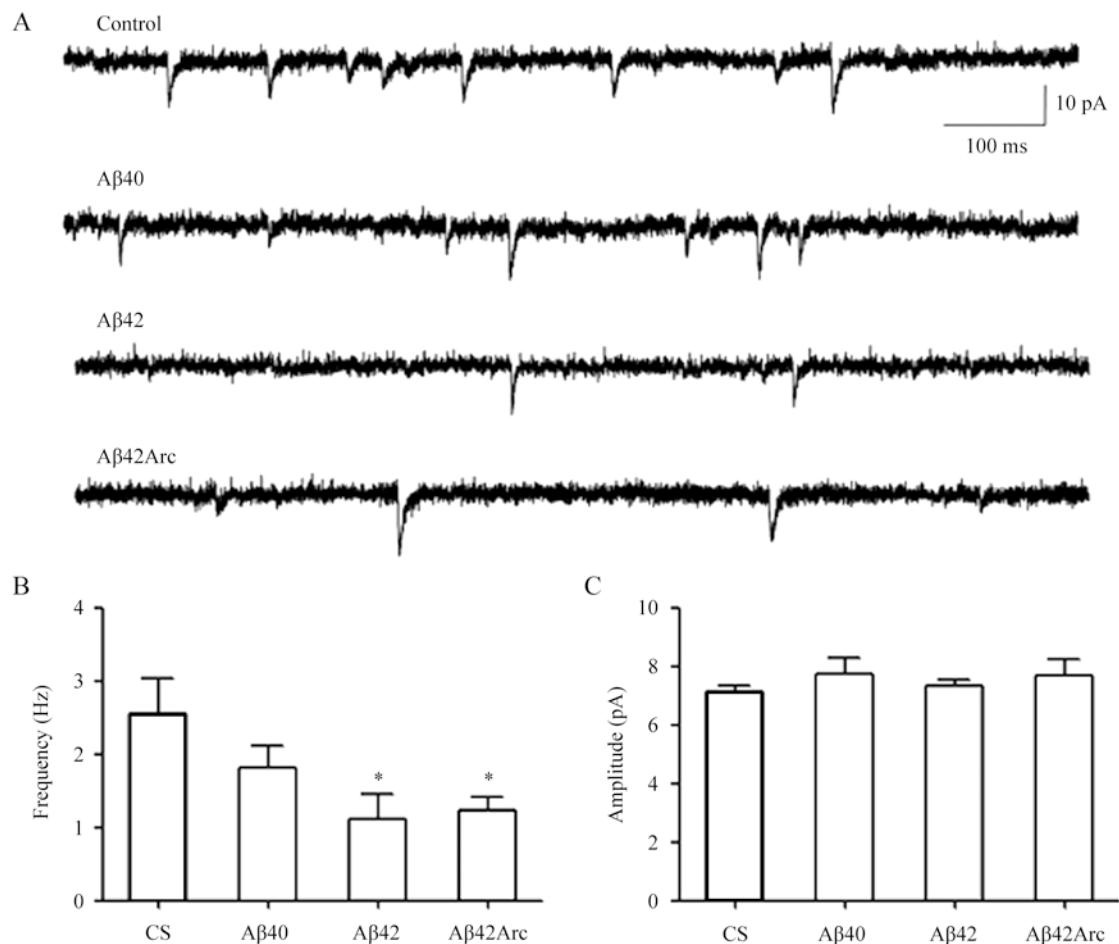 A
Control
10 pA
100 ms
Aβ40
Aβ42
Aβ42Arc
B
4
3
2
1
0
Frequency (Hz)
*
*
CS Aβ40 Aβ42 Aβ42Arc
C
10
8
6
4
2
0
Amplitude (pA)
CS Aβ40 Aβ42 Aβ42Arc